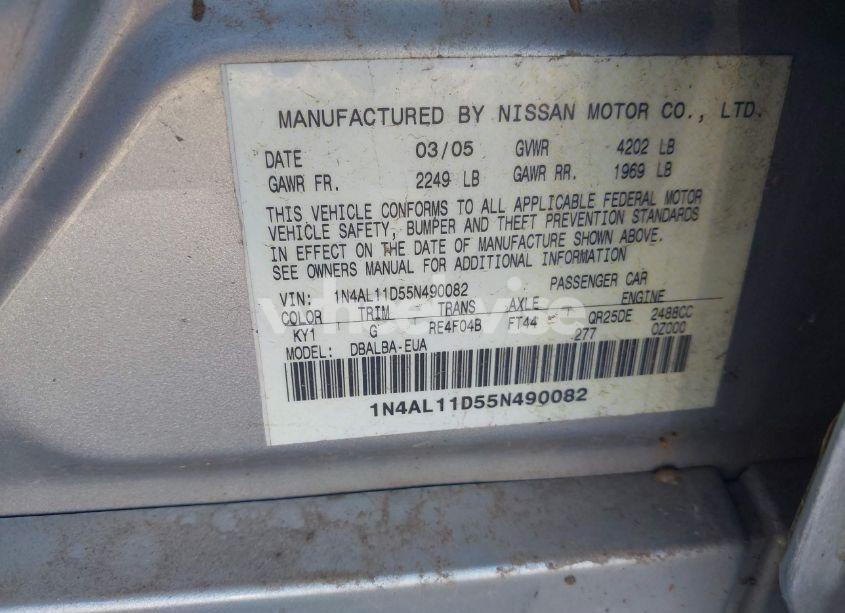 MANUFACTURED BY NISSAN MOTOR CO., LTD.
DATE 03/05 GVWR 4202 LB
GAWR FR. 2249 LB GAWR RR. 1969 LB
THIS VEHICLE CONFORMS TO ALL APPLICABLE FEDERAL MOTOR
VEHICLE SAFETY, BUMPER AND THEFT PREVENTION STANDARDS
IN EFFECT ON THE DATE OF MANUFACTURE SHOWN ABOVE.
SEE OWNERS MANUAL FOR ADDITIONAL INFORMATION
VIN: 1N4AL11D55N490082 PASSENGER CAR
COLOR TRIM TRANS AXLE ENGINE
KY1 G RE4F04B FT44 QR25DE 2488CC
MODEL: DBALBA-EUA 277 0Z000
1N4AL11D55N490082